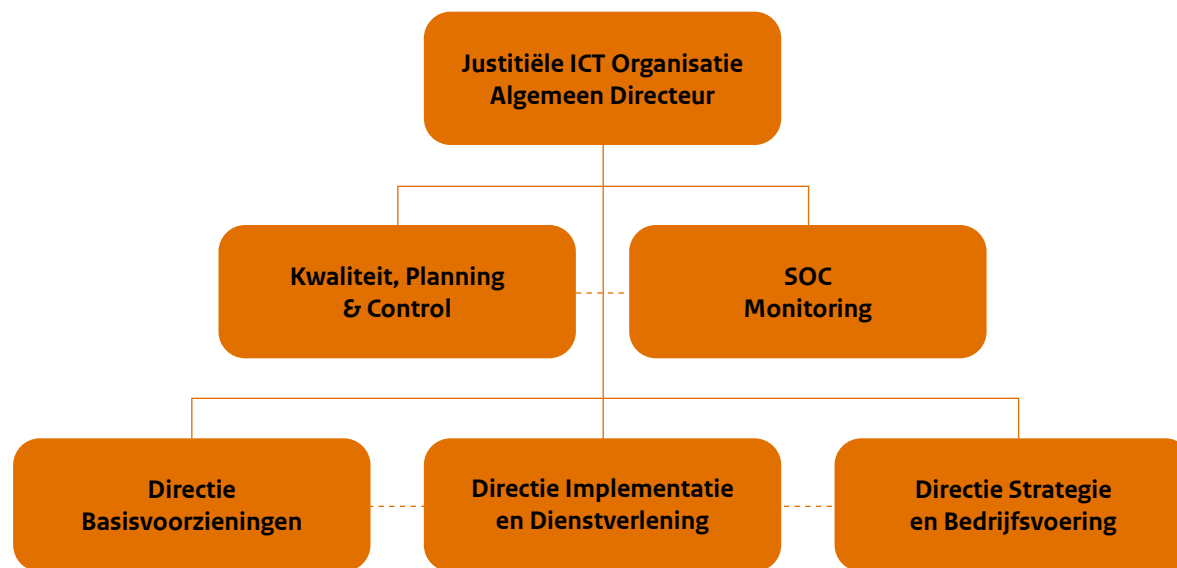 Justitiële ICT Organisatie
Algemeen Directeur
Kwaliteit, Planning
& Control
SOC
Monitoring
Directie
Basisvoorzieningen
Directie Implementatie
en Dienstverlening
Directie Strategie
en Bedrijfsvoering